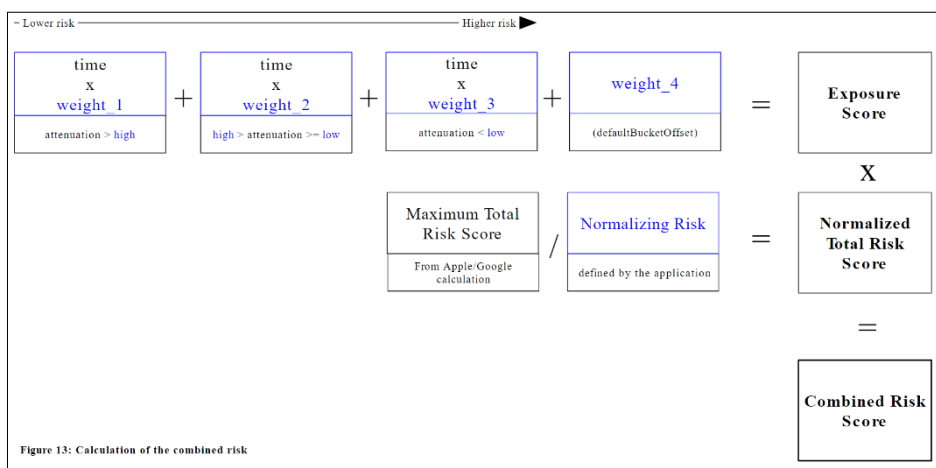 Lower risk
Higher risk
time
x
weight_1
attenuation > high
+
time
x
weight_2
high > attenuation >= low
+
time
x
weight_3
attenuation < low
+
weight_4
(defaultBucketOffset)
=
Exposure
Score
X
Maximum Total
Risk Score
From Apple/Google
calculation
/
Normalizing Risk
defined by the application
=
Normalized
Total Risk
Score
=
Combined Risk
Score
Figure 13: Calculation of the combined risk